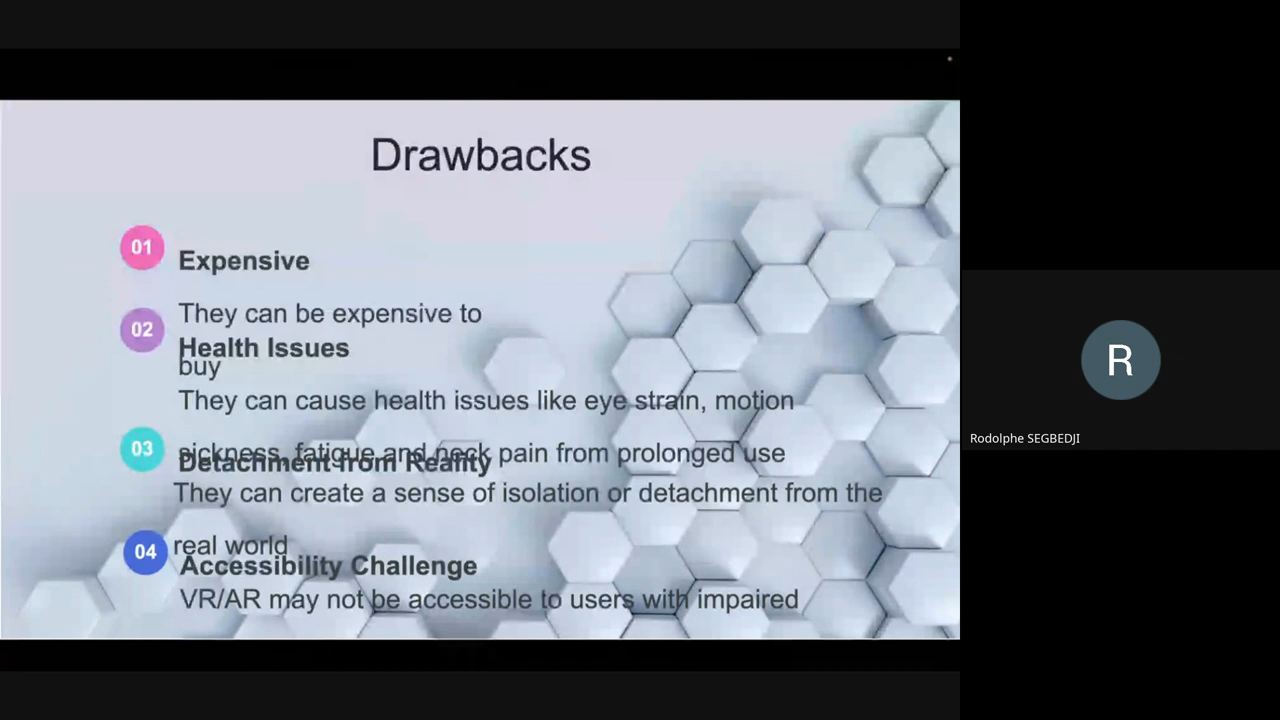 Drawbacks
01
Expensive
They can be expensive to
02
Health Issues
buy
They can cause health issues like eye strain, motion
03
sickness, fatigue and neck pain from prolonged use
Detachment from Reality
They can create a sense of isolation or detachment from the
04
real world
Accessibility Challenge
VR/AR may not be accessible to users with impaired
R
Rodolphe SEGBEDJI